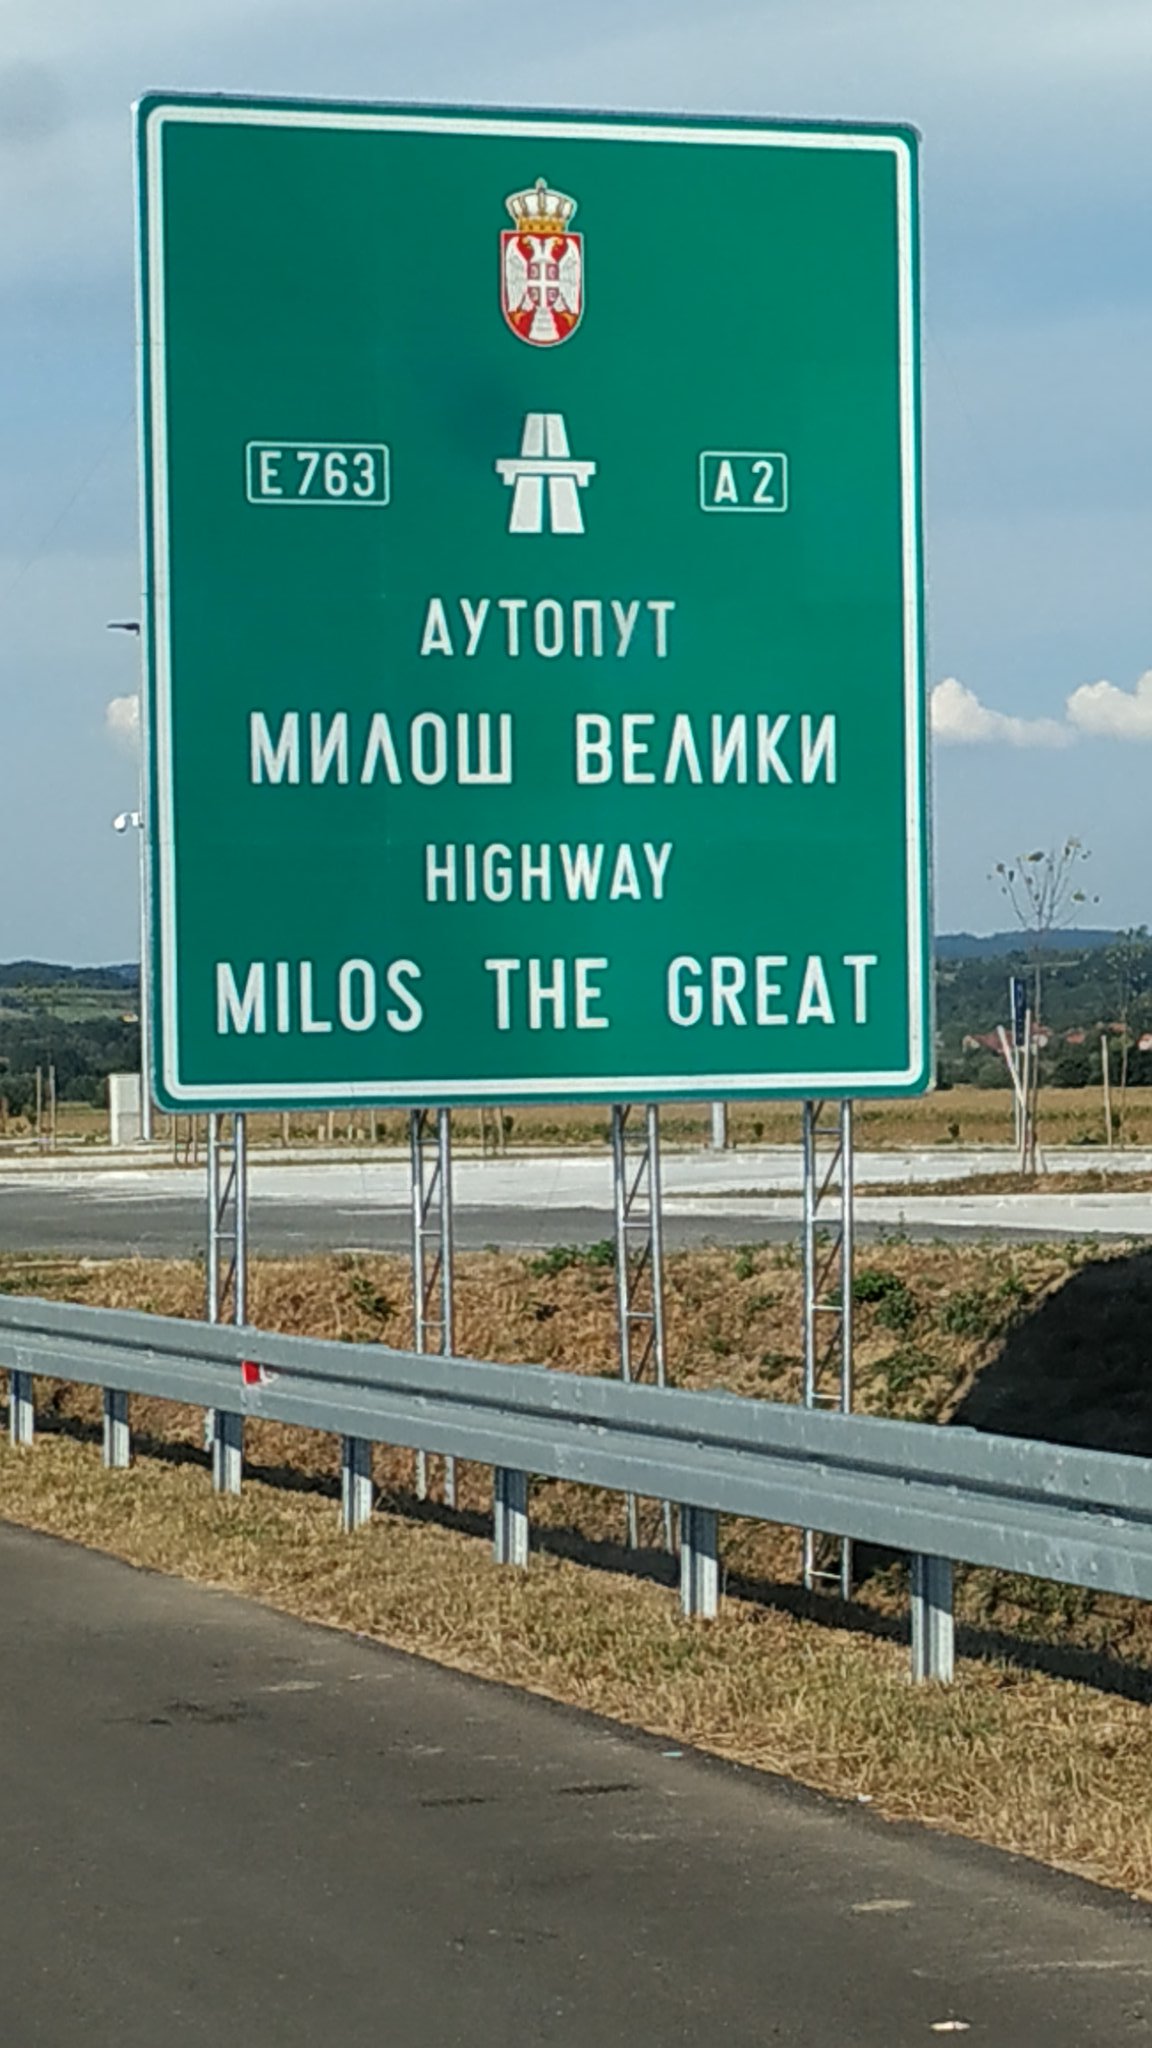 E 763 A 2
АУТОПУТ
МИЛОШ ВЕЛИКИ
HIGHWAY
MILOS THE GREAT